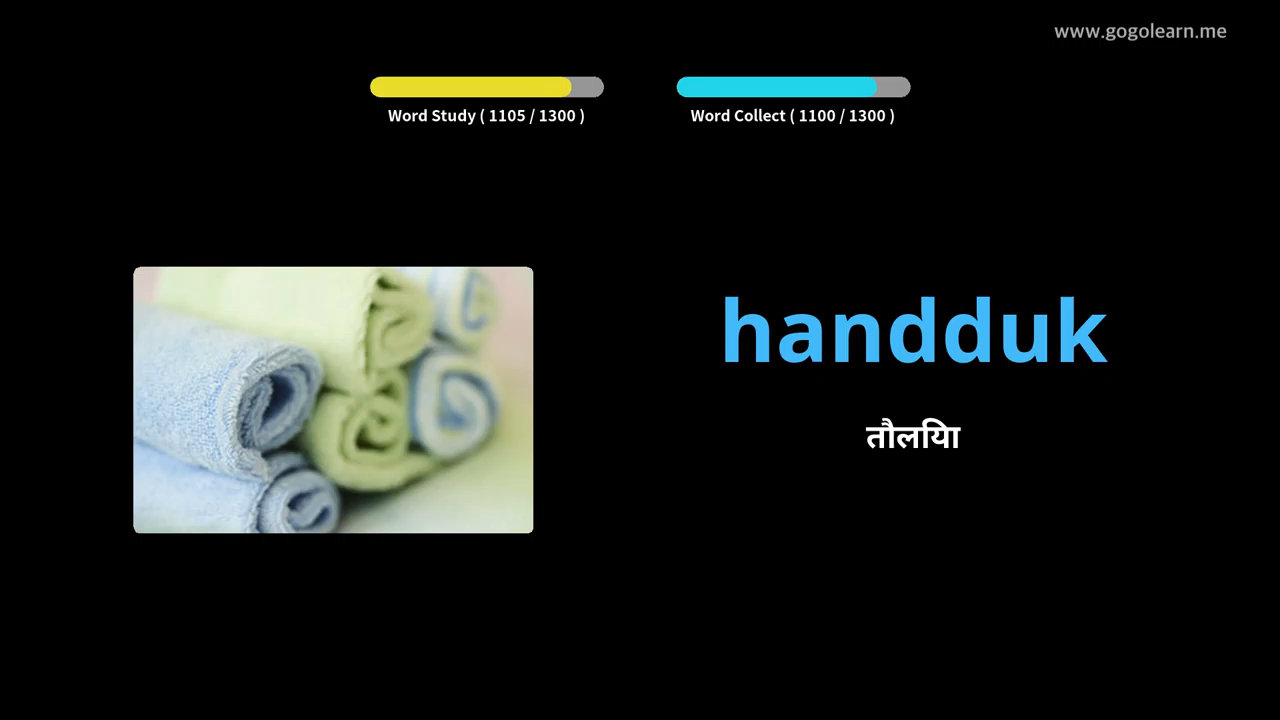 www.gogolearn.me
Word Study ( 1105 / 1300 )
Word Collect ( 1100 / 1300 )
handduk
तौलिया